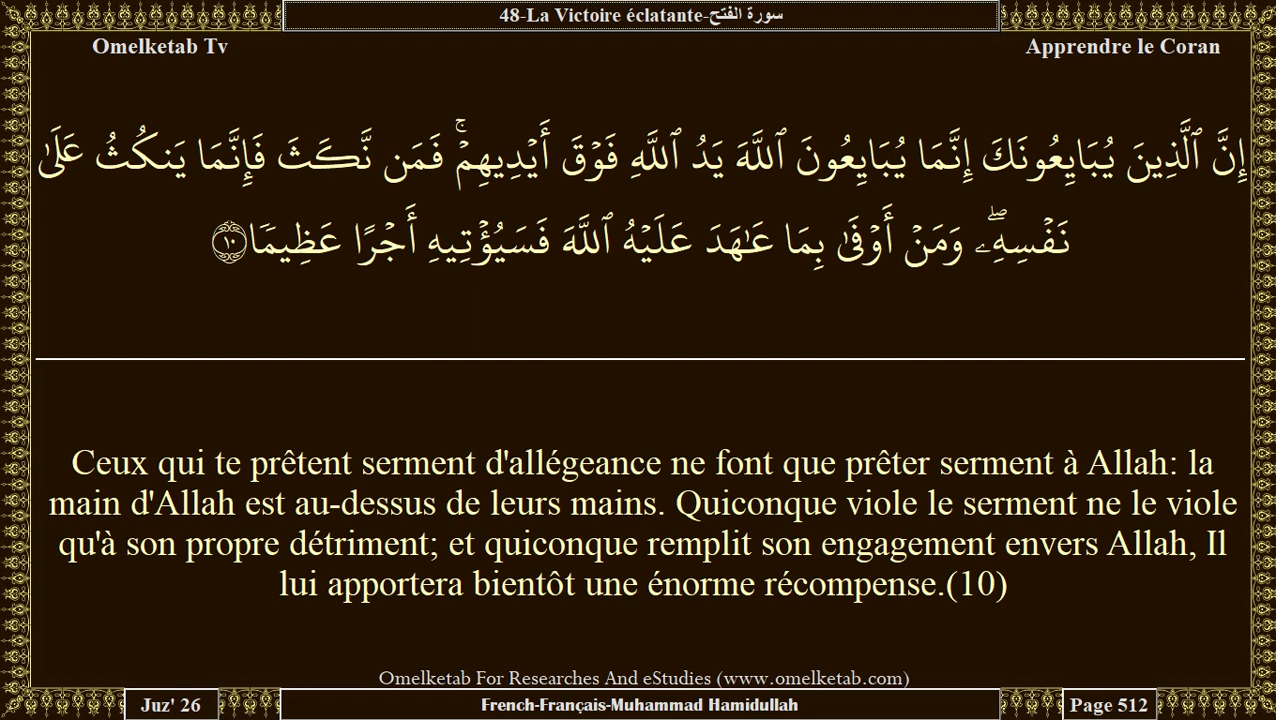 48-La Victoire éclatante-سورة الفتح
Omelketab Tv
Apprendre le Coran
إِنَّ ٱلَّذِينَ يُبَايِعُونَكَ إِنَّمَا يُبَايِعُونَ ٱللَّهَ يَدُ ٱللَّهِ فَوۡقَ أَيۡدِيهِمۡۚ فَمَن نَّكَثَ فَإِنَّمَا يَنكُثُ عَلَىٰ
نَفۡسِهِۦۖ وَمَنۡ أَوۡفَىٰ بِمَا عَٰهَدَ عَلَيۡهُ ٱللَّهَ فَسَيُؤۡتِيهِ أَجۡرًا عَظِيمٗا ١٠
Ceux qui te prêtent serment d'allégeance ne font que prêter serment à Allah: la
main d'Allah est au-dessus de leurs mains. Quiconque viole le serment ne le viole
qu'à son propre détriment; et quiconque remplit son engagement envers Allah, Il
lui apportera bientôt une énorme récompense.(10)
Omelketab For Researches And eStudies (www.omelketab.com)
Juz' 26
French-Français-Muhammad Hamidullah
Page 512